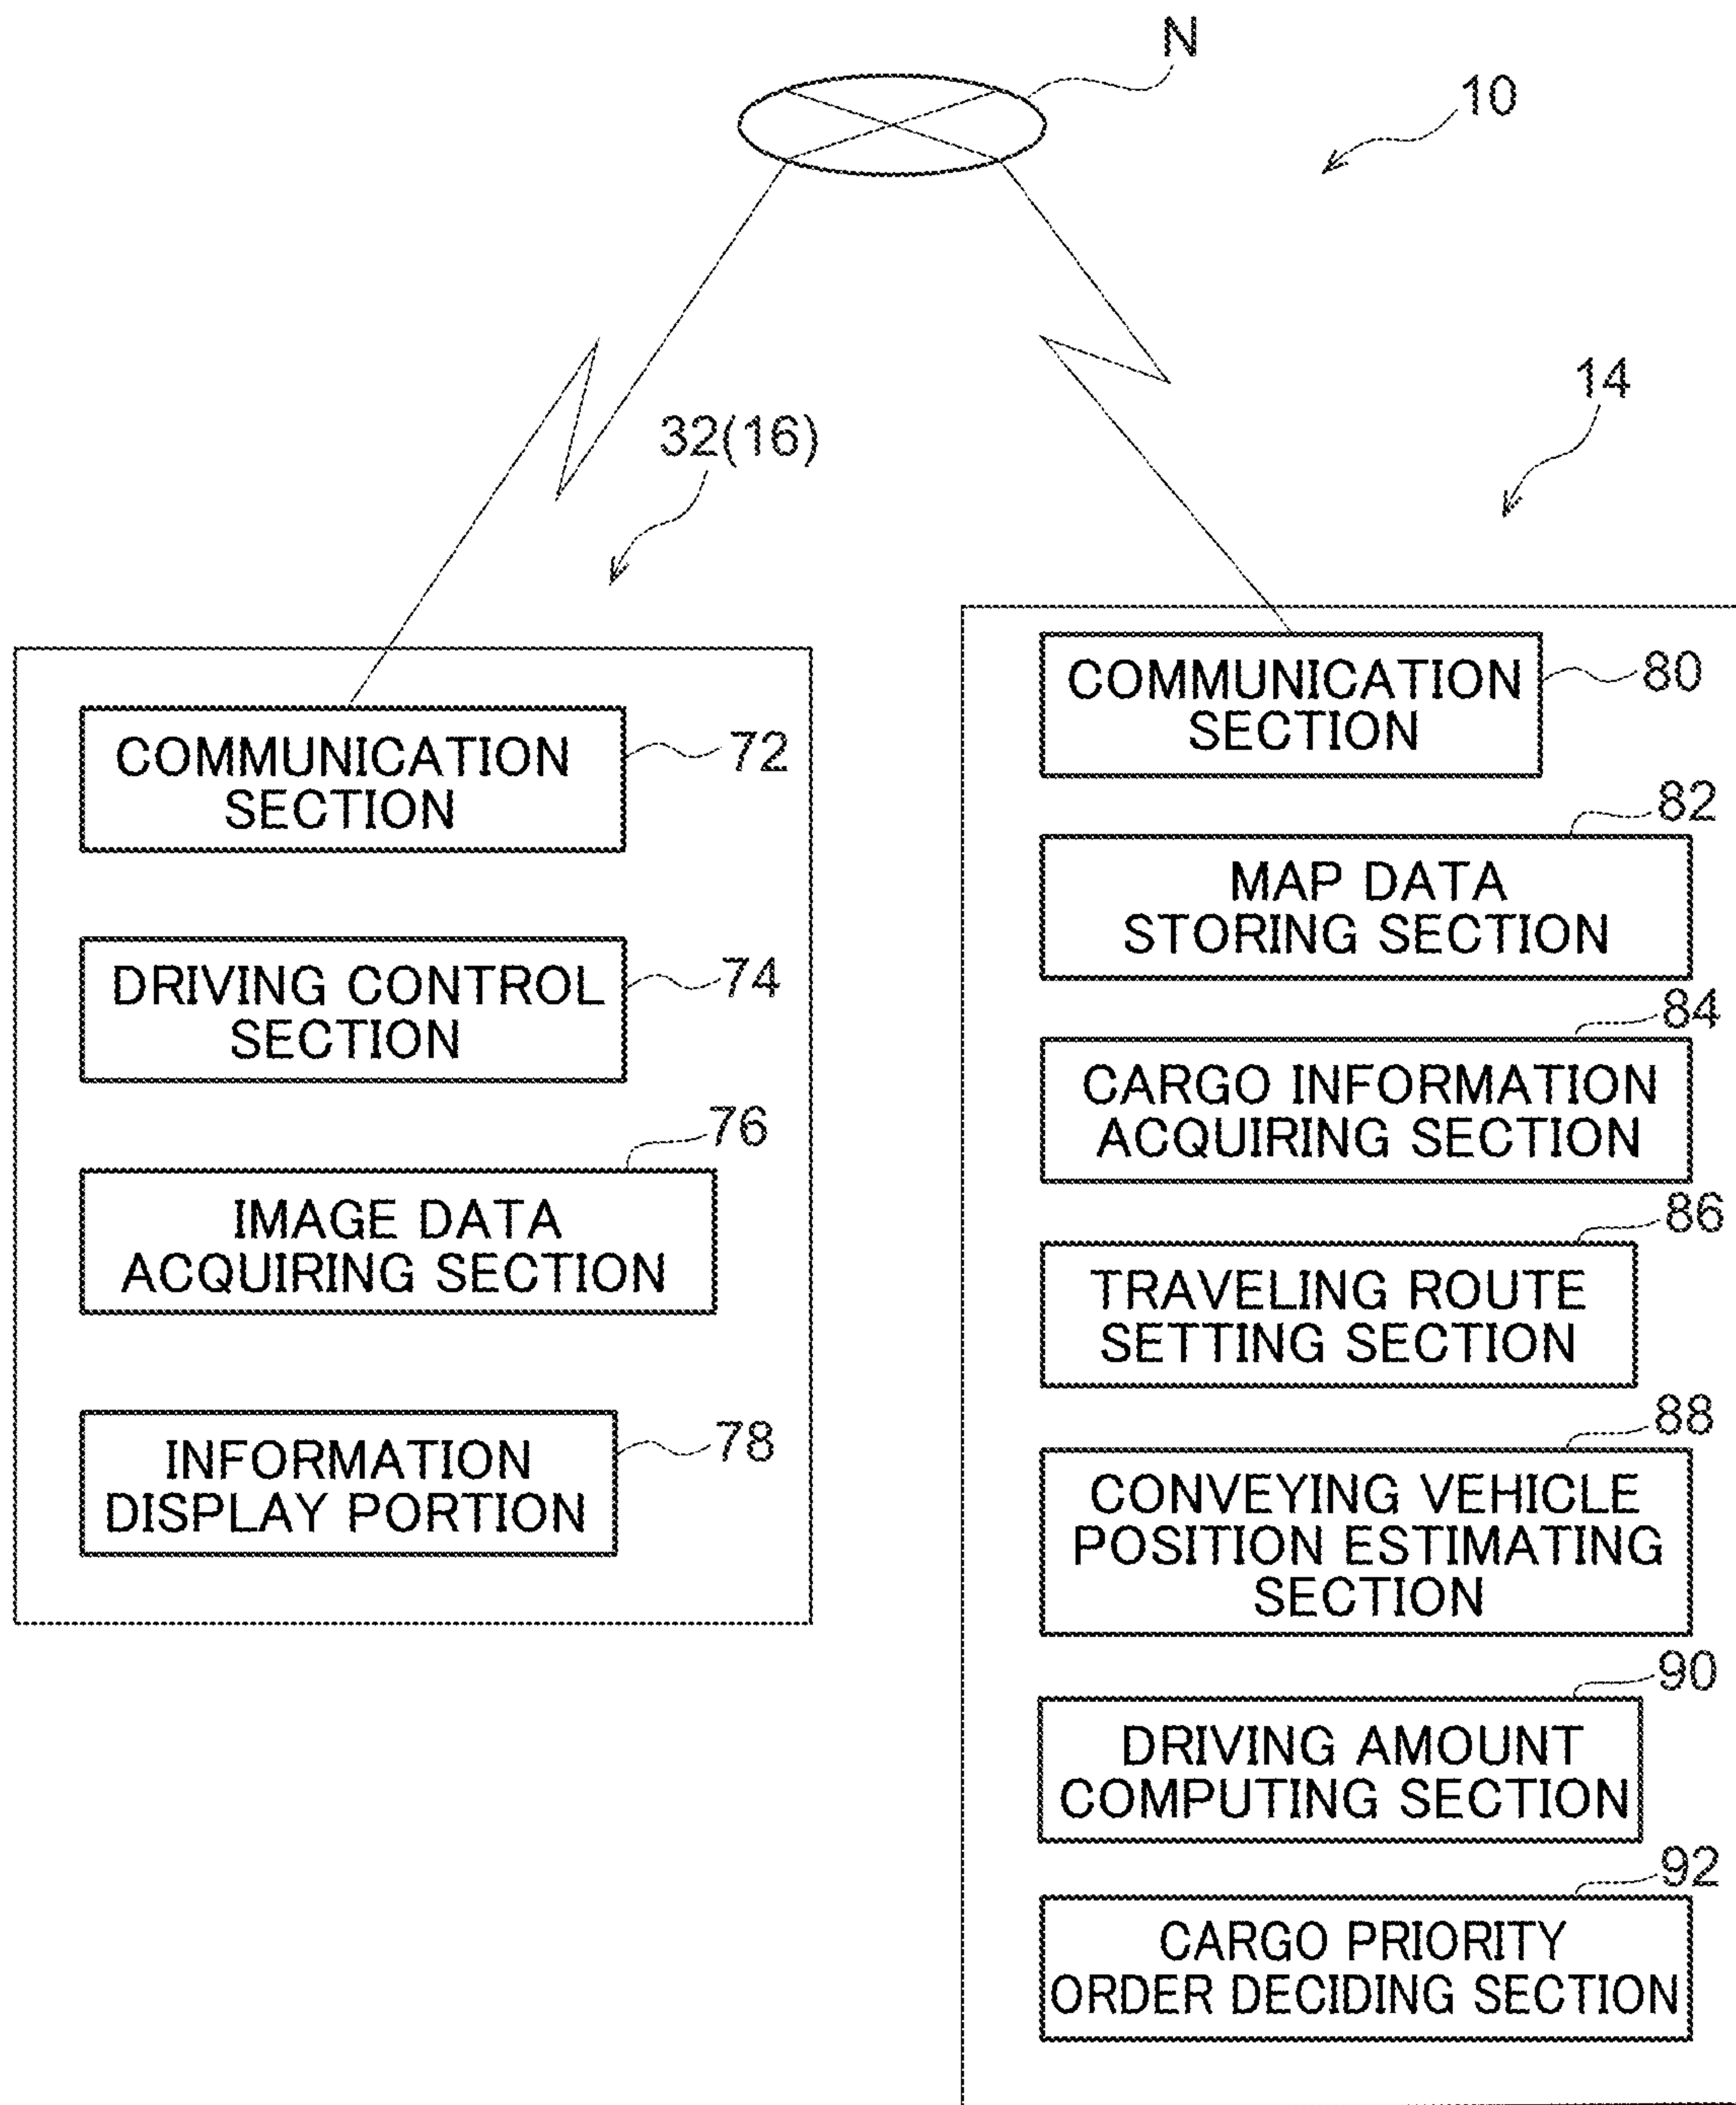 N
10
14
32(16)
COMMUNICATION
SECTION
72
DRIVING CONTROL
SECTION
74
76
IMAGE DATA
ACQUIRING SECTION
INFORMATION
DISPLAY PORTION
78
COMMUNICATION
SECTION
80
82
MAP DATA
STORING SECTION
84
CARGO INFORMATION
ACQUIRING SECTION
86
TRAVELING ROUTE
SETTING SECTION
88
CONVEYING VEHICLE
POSITION ESTIMATING
SECTION
90
DRIVING AMOUNT
COMPUTING SECTION
92
CARGO PRIORITY
ORDER DECIDING SECTION